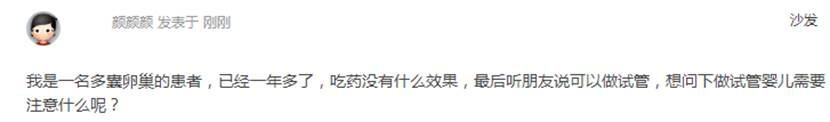 颜颜颜 发表于 刚刚
沙发
我是一名多囊卵巢的患者，已经一年多了，吃药没有什么效果，最后听朋友说可以做试管，想问下做试管婴儿需要
注意什么呢？